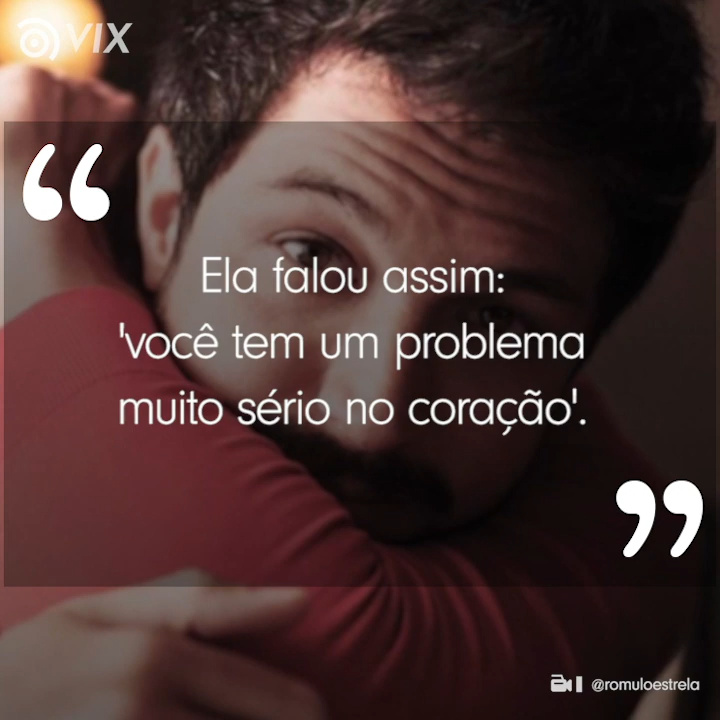 VIX
“
Ela falou assim:
'você tem um problema
muito sério no coração'.
”
@romuloestrela